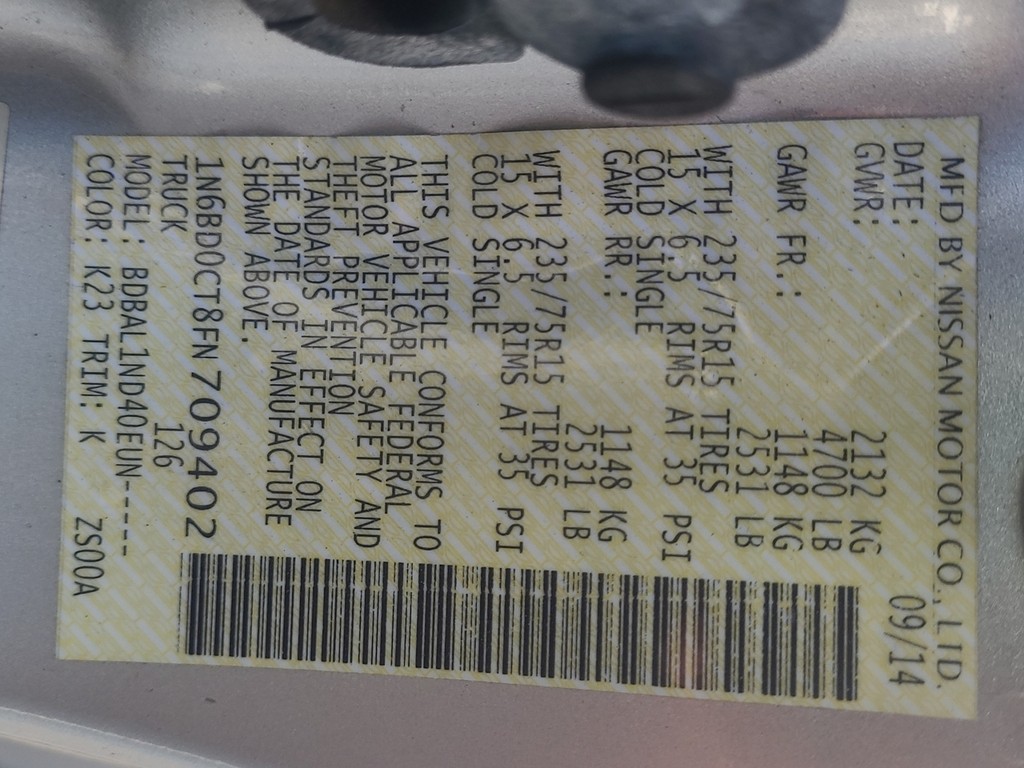 MFD BY NISSAN MOTOR CO., LTD.
DATE: 09/14
GVWR: 2132 KG
4700 LB
GAWR FR.: 1148 KG
2531 LB
WITH 235/75R15 TIRES
15 X 6.5 RIMS AT 35 PSI
COLD SINGLE
GAWR RR.: 1148 KG
2531 LB
WITH 235/75R15 TIRES
15 X 6.5 RIMS AT 35 PSI
COLD SINGLE
THIS VEHICLE CONFORMS TO
ALL APPLICABLE FEDERAL
MOTOR VEHICLE SAFETY AND
THEFT PREVENTION
STANDARDS IN EFFECT ON
THE DATE OF MANUFACTURE
SHOWN ABOVE.
1N6BD0CT8FN709402
TRUCK 126
MODEL: BDBAL1ND40EUN-----
COLOR: K23 TRIM: K ZS00A